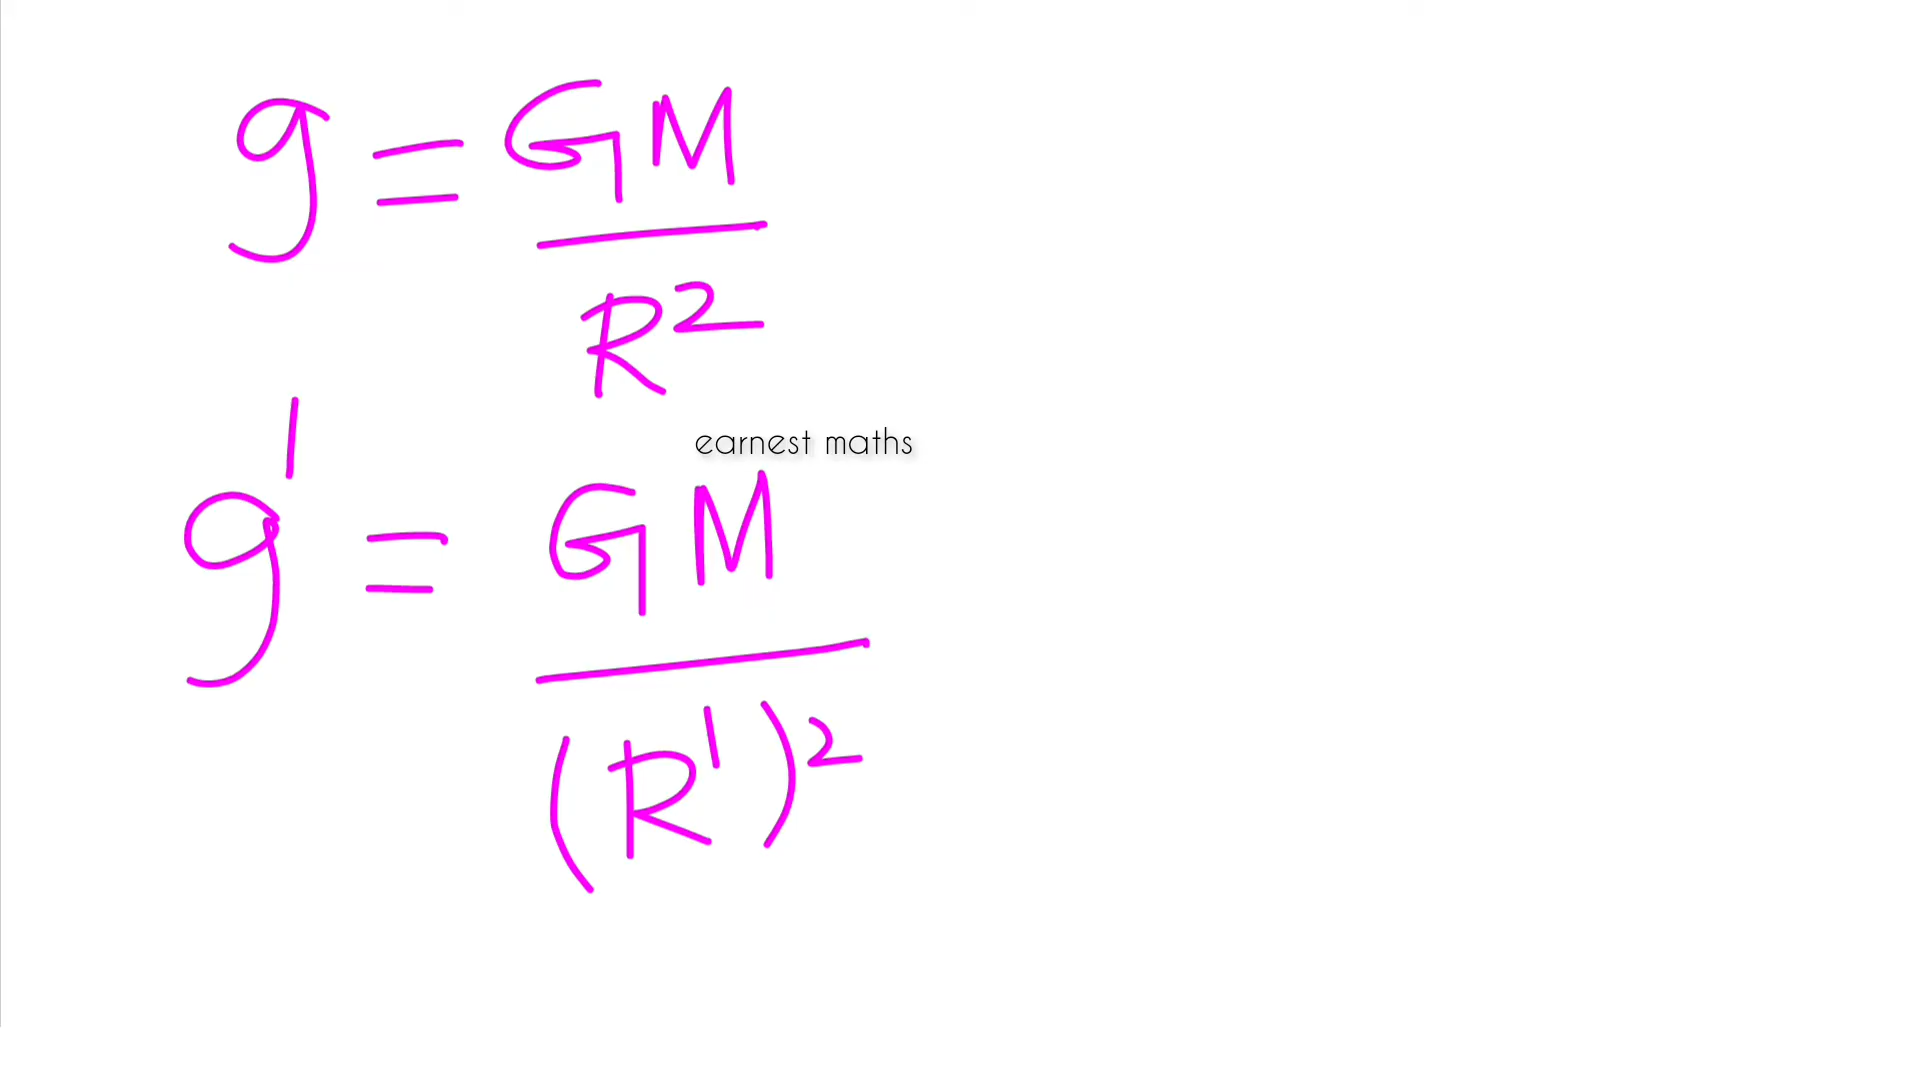 g = GM
R²
g' = GM
(R')²
earnest maths